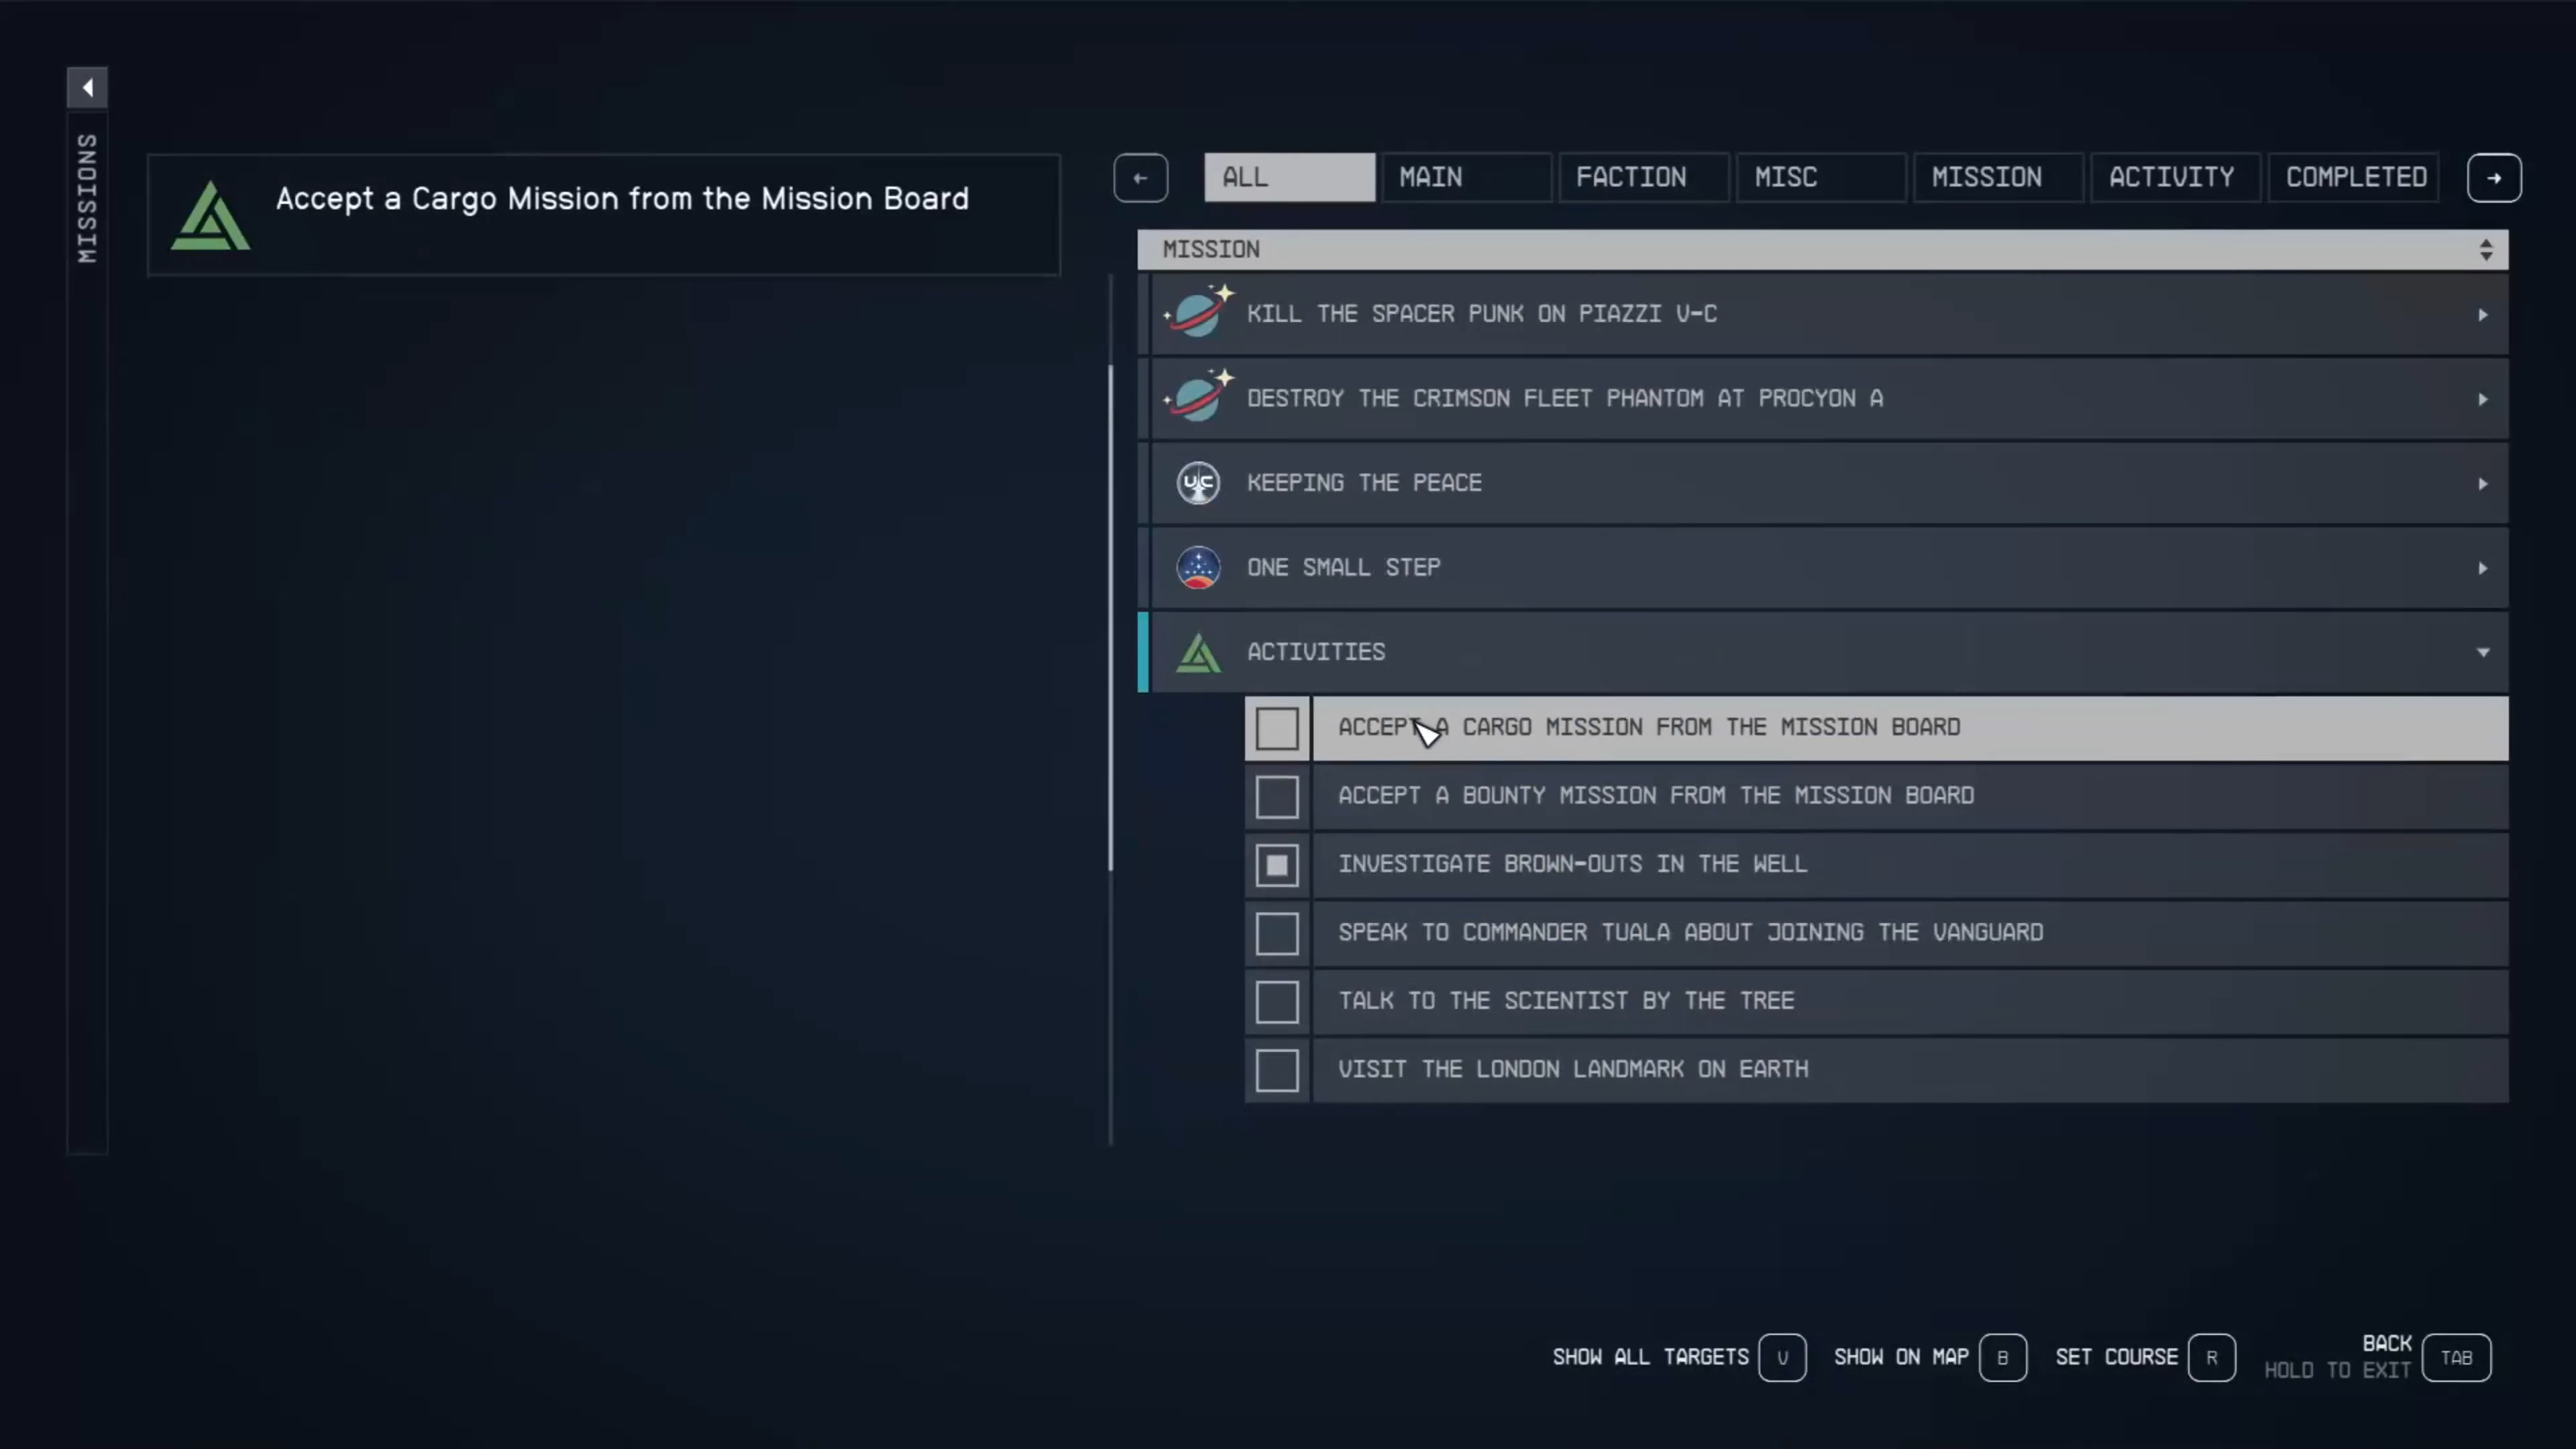 MISSIONS
Accept a Cargo Mission from the Mission Board
ALL
MAIN
FACTION
MISC
MISSION
ACTIVITY
COMPLETED
MISSION
KILL THE SPACER PUNK ON PIAZZI V-C
DESTROY THE CRIMSON FLEET PHANTOM AT PROCYON A
UC
KEEPING THE PEACE
ONE SMALL STEP
ACTIVITIES
ACCEPT A CARGO MISSION FROM THE MISSION BOARD
ACCEPT A BOUNTY MISSION FROM THE MISSION BOARD
INVESTIGATE BROWN-OUTS IN THE WELL
SPEAK TO COMMANDER TUALA ABOUT JOINING THE VANGUARD
TALK TO THE SCIENTIST BY THE TREE
VISIT THE LONDON LANDMARK ON EARTH
SHOW ALL TARGETS V
SHOW ON MAP B
SET COURSE R
BACK
HOLD TO EXIT
TAB